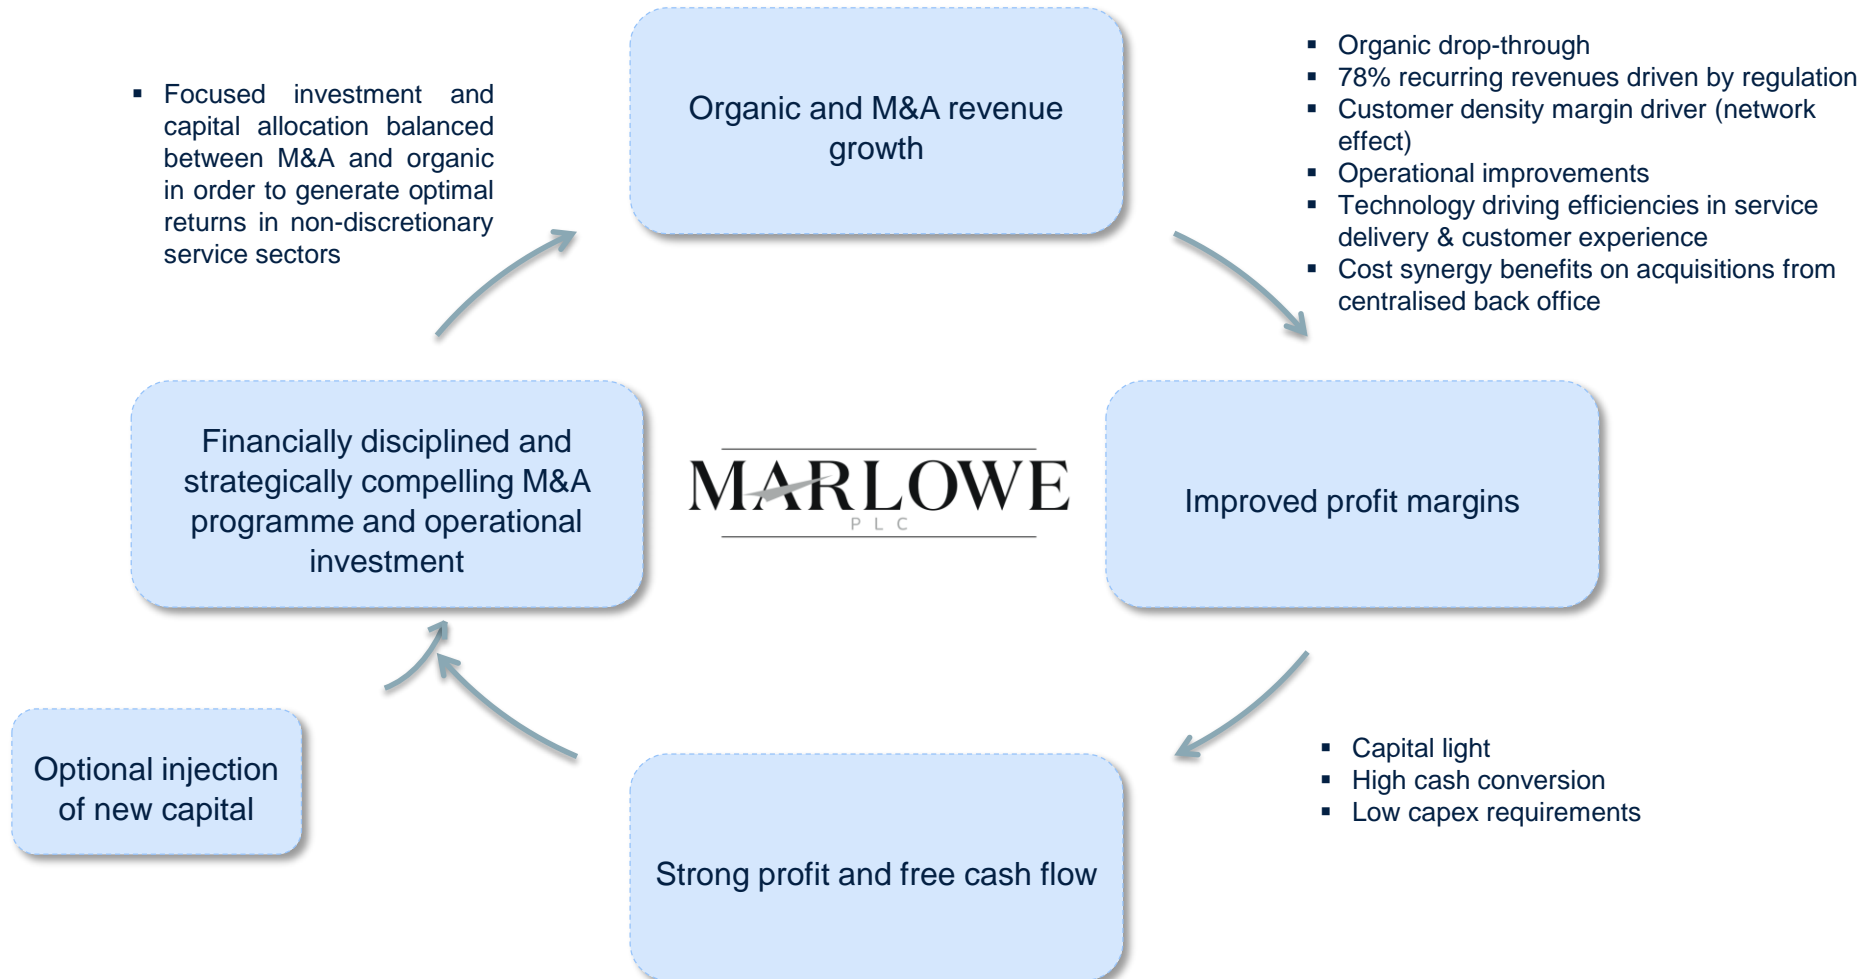 Organic and M&A revenue
growth
▪ Organic drop-through
▪ 78% recurring revenues driven by regulation
▪ Customer density margin driver (network
effect)
▪ Operational improvements
▪ Technology driving efficiencies in service
delivery & customer experience
▪ Cost synergy benefits on acquisitions from
centralised back office
▪ Focused investment and
capital allocation balanced
between M&A and organic
in order to generate optimal
returns in non-discretionary
service sectors
Financially disciplined and
strategically compelling M&A
programme and operational
investment
MARLOWE
PLC
Improved profit margins
Optional injection
of new capital
Strong profit and free cash flow
▪ Capital light
▪ High cash conversion
▪ Low capex requirements